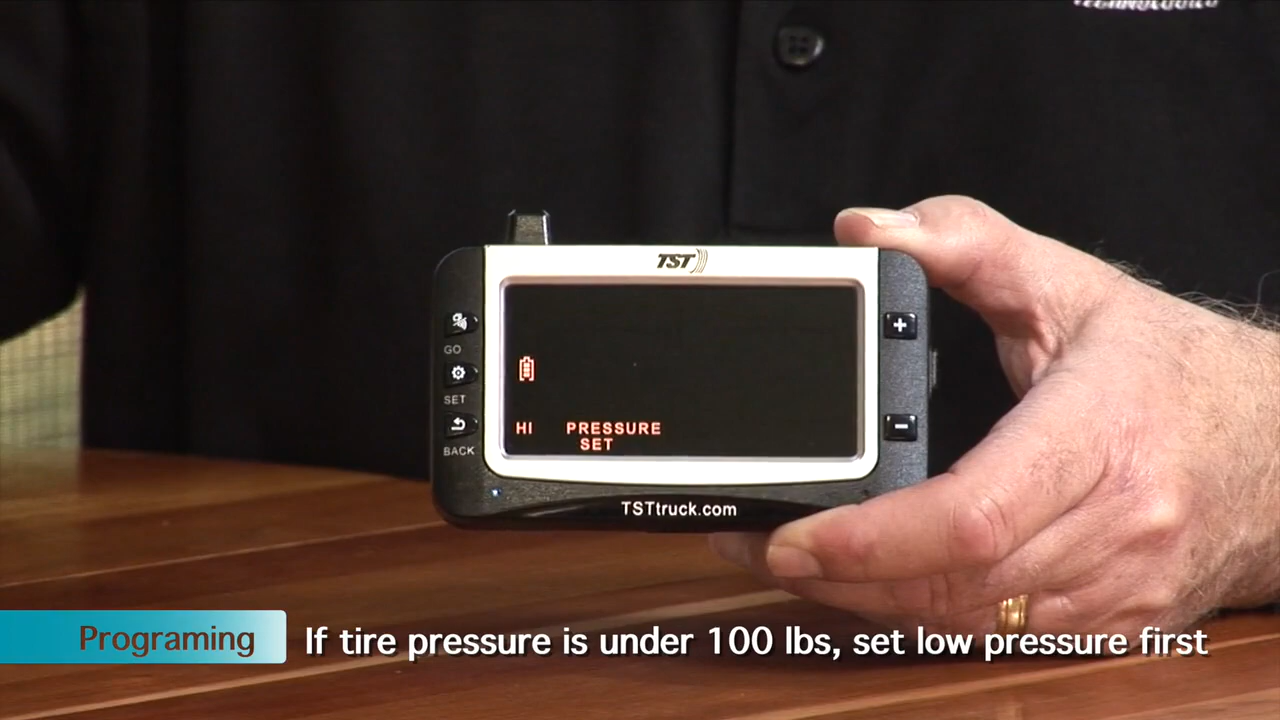 TECHNOLOGIES
TST
GO
SET
BACK
HI PRESSURE
SET
TSTtruck.com
Programing
If tire pressure is under 100 lbs, set low pressure first